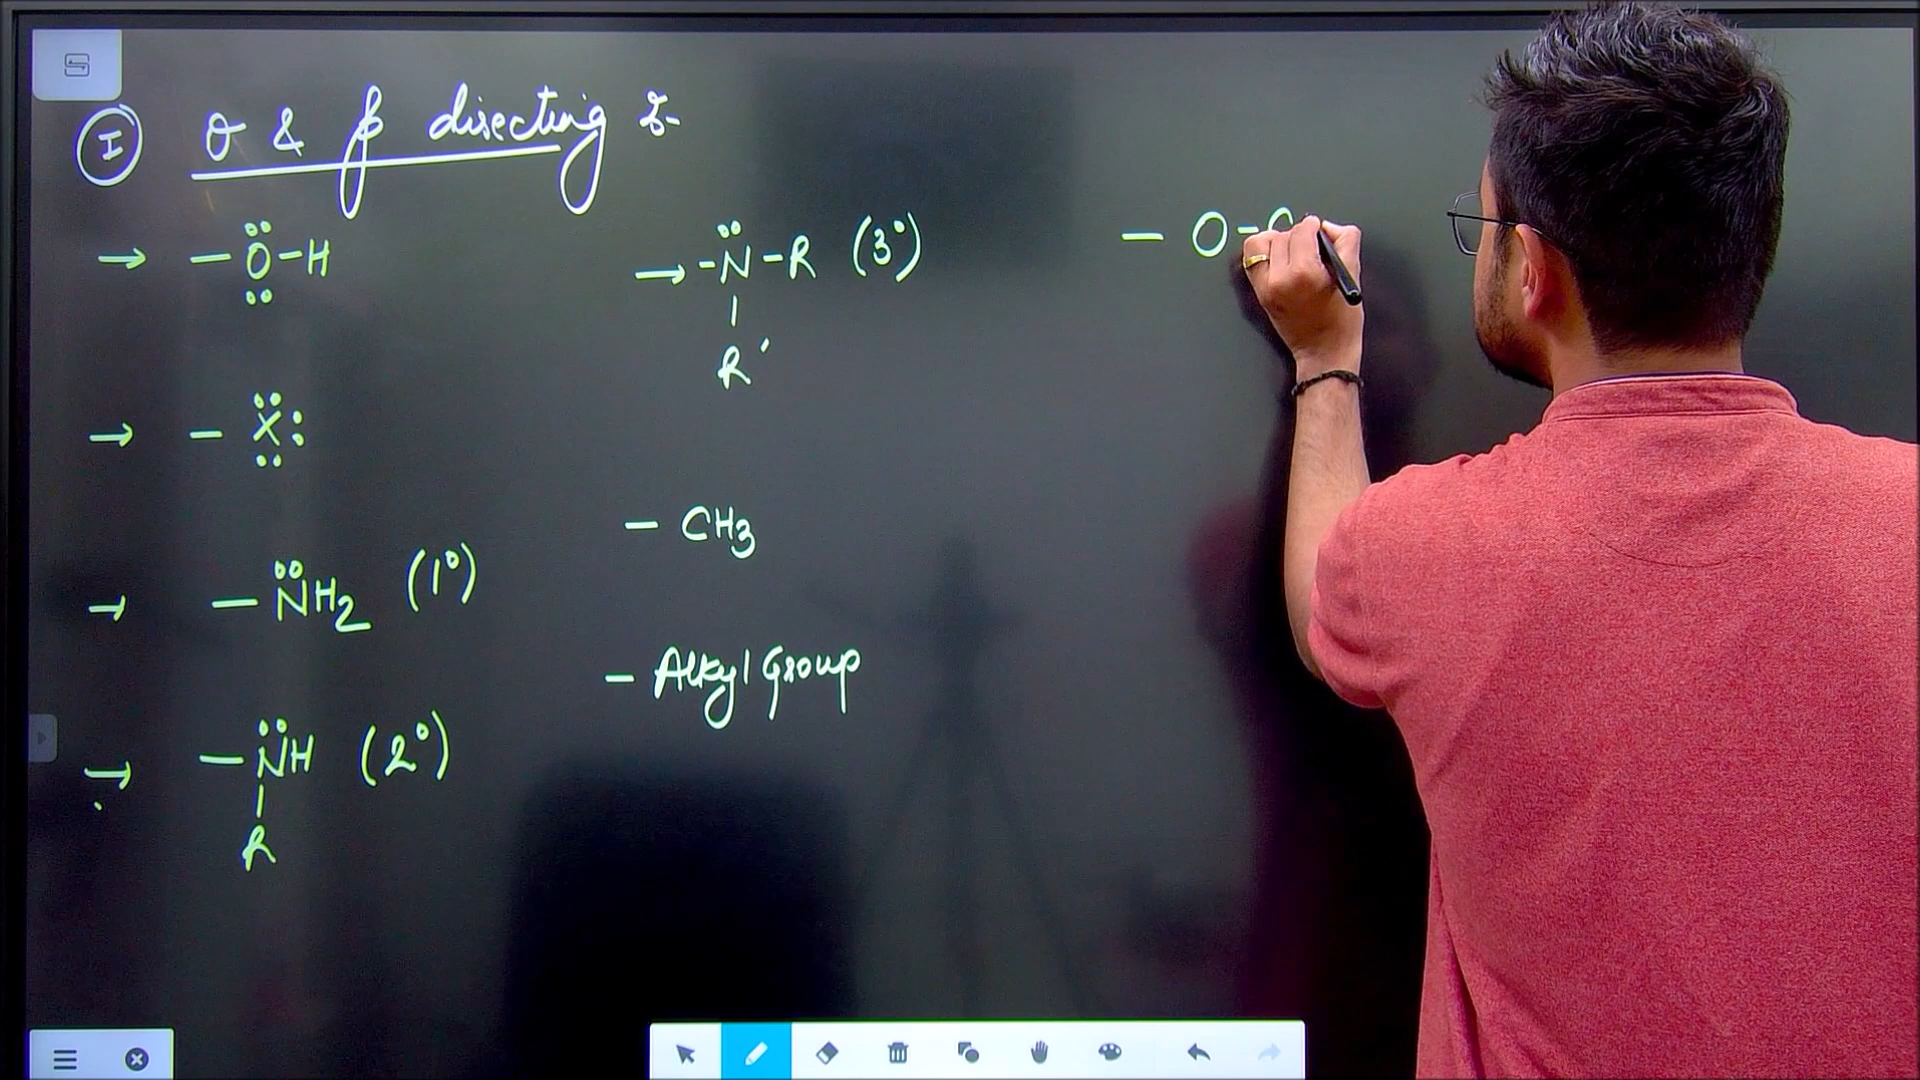 I o & p directing :-
→ - Ö - H
→ - N̈ - R (3°)
R'
- O - C
→ - Ẍ:
- CH3
→ - N̈H2 (1°)
- Alkyl Group
→ - N̈H (2°)
R